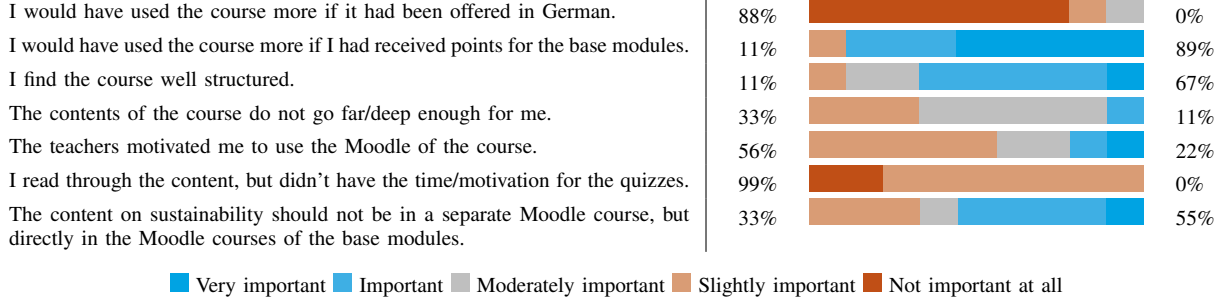 I would have used the course more if it had been offered in German. 88% 0%
I would have used the course more if I had received points for the base modules. 11% 89%
I find the course well structured. 11% 67%
The contents of the course do not go far/deep enough for me. 33% 11%
The teachers motivated me to use the Moodle of the course. 56% 22%
I read through the content, but didn't have the time/motivation for the quizzes. 99% 0%
The content on sustainability should not be in a separate Moodle course, but 33% 55%
directly in the Moodle courses of the base modules.
Very important Important Moderately important Slightly important Not important at all